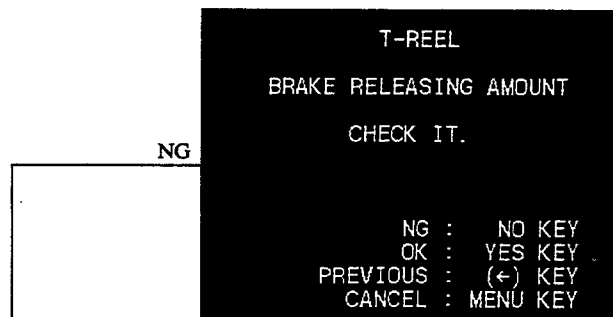 T-REEL
BRAKE RELEASING AMOUNT
CHECK IT.
NG
NG : NO KEY
OK : YES KEY
PREVIOUS : (←) KEY
CANCEL : MENU KEY